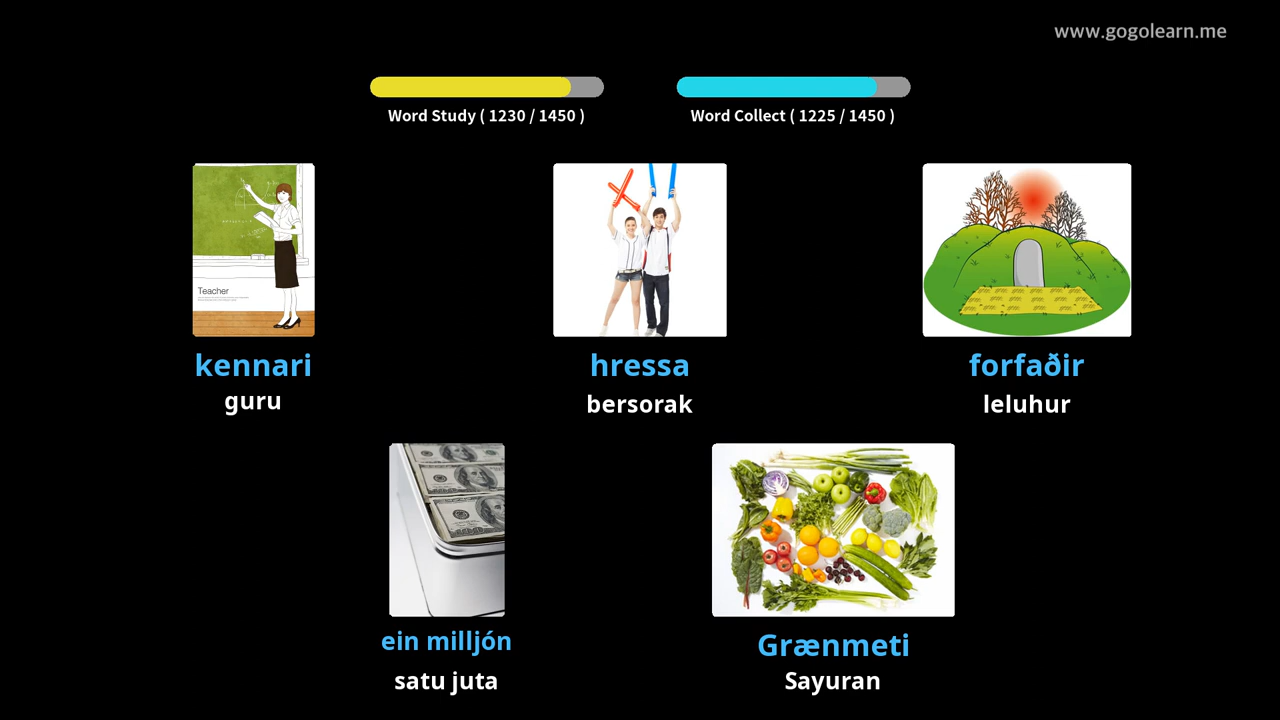 www.gogolearn.me
Word Study ( 1230 / 1450 )
Word Collect ( 1225 / 1450 )
Teacher
kennari
guru
hressa
bersorak
forfaðir
leluhur
ein milljón
satu juta
Grænmeti
Sayuran